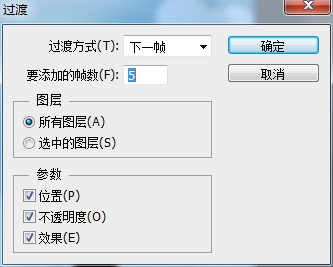 过渡
过渡方式(T): 下一帧
确定
要添加的帧数(F): 5
取消
图层
所有图层(A)
选中的图层(S)
参数
位置(P)
不透明度(O)
效果(E)